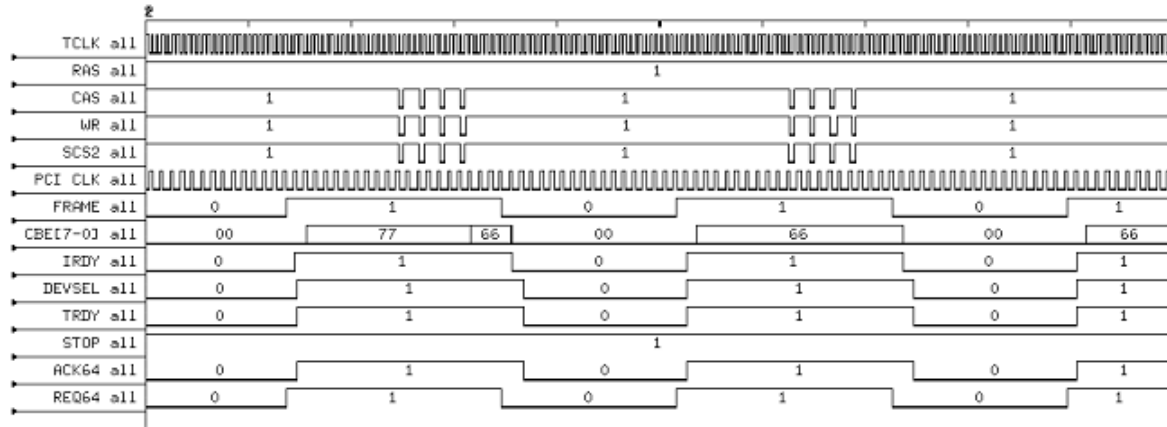 2
TCLK all
RAS all 1
CAS all 1 1 1
WR all 1 1 1
SCS2 all 1 1 1
PCI CLK all
FRAME all 0 1 0 1 0 1
CBE[7-0] all 00 77 66 00 66 00 66
IRDY all 0 1 0 1 0 1
DEVSEL all 0 1 0 1 0 1
TRDY all 0 1 0 1 0 1
STOP all 1
ACK64 all 0 1 0 1 0 1
REQ64 all 0 1 0 1 0 1